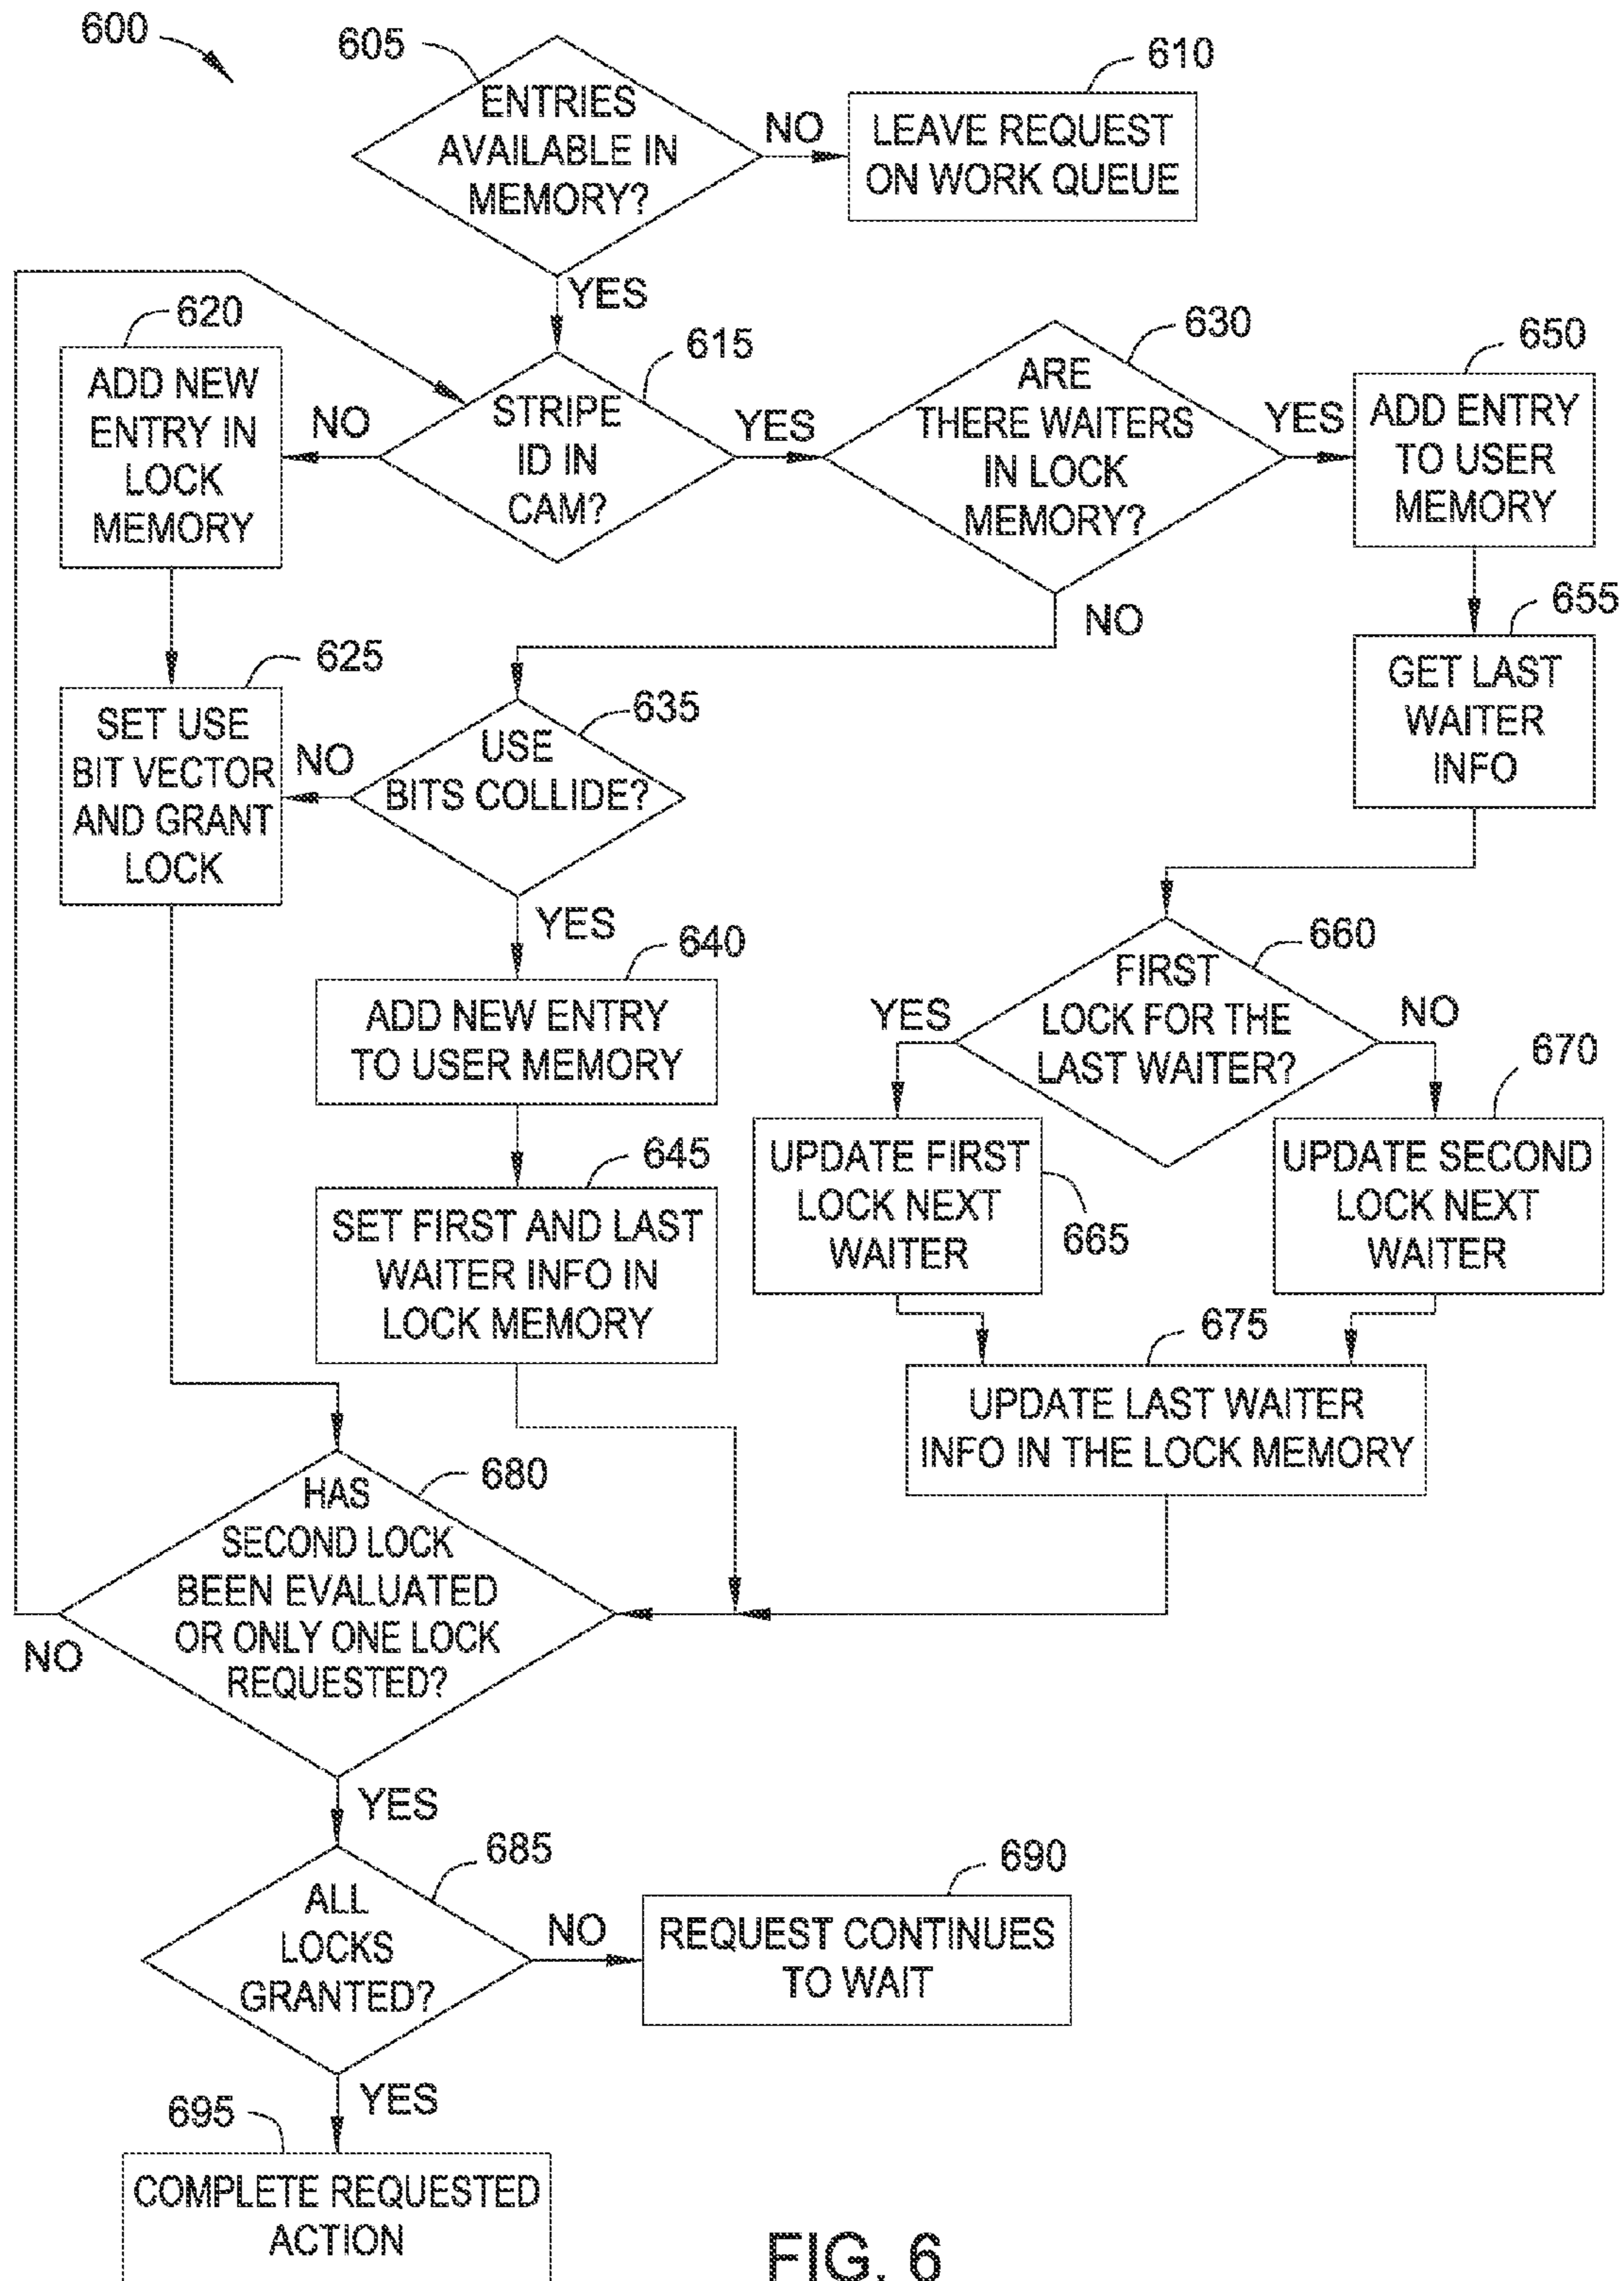 600
605
ENTRIES
AVAILABLE IN
MEMORY?
NO
610
LEAVE REQUEST
ON WORK QUEUE
YES
615
STRIPE
ID IN
CAM?
NO
620
ADD NEW
ENTRY IN
LOCK
MEMORY
YES
630
ARE
THERE WAITERS
IN LOCK
MEMORY?
YES
650
ADD ENTRY
TO USER
MEMORY
NO
655
GET LAST
WAITER
INFO
625
SET USE
BIT VECTOR
AND GRANT
LOCK
NO
635
USE
BITS COLLIDE?
YES
640
ADD NEW ENTRY
TO USER MEMORY
645
SET FIRST AND LAST
WAITER INFO IN
LOCK MEMORY
660
FIRST
LOCK FOR THE
LAST WAITER?
YES
NO
665
UPDATE FIRST
LOCK NEXT
WAITER
670
UPDATE SECOND
LOCK NEXT
WAITER
675
UPDATE LAST WAITER
INFO IN THE LOCK MEMORY
680
HAS
SECOND LOCK
BEEN EVALUATED
OR ONLY ONE LOCK
REQUESTED?
NO
YES
685
ALL
LOCKS
GRANTED?
NO
690
REQUEST CONTINUES
TO WAIT
YES
695
COMPLETE REQUESTED
ACTION
FIG. 6